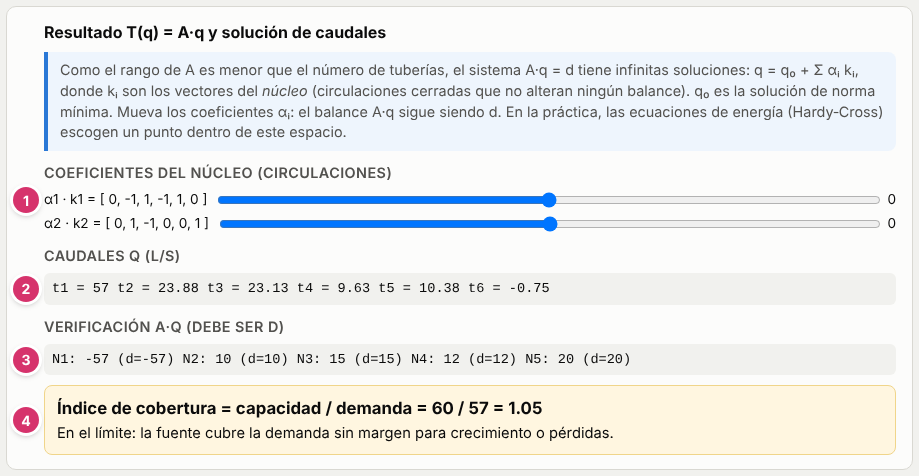 Resultado T(q) = A·q y solución de caudales
Como el rango de A es menor que el número de tuberías, el sistema A·q = d tiene infinitas soluciones: q = q₀ + Σ αᵢ kᵢ,
donde kᵢ son los vectores del núcleo (circulaciones cerradas que no alteran ningún balance). q₀ es la solución de norma
mínima. Mueva los coeficientes αᵢ: el balance A·q sigue siendo d. En la práctica, las ecuaciones de energía (Hardy-Cross)
escogen un punto dentro de este espacio.
COEFICIENTES DEL NÚCLEO (CIRCULACIONES)
1 α1 · k1 = [ 0, -1, 1, -1, 1, 0 ] 0
α2 · k2 = [ 0, 1, -1, 0, 0, 1 ] 0
CAUDALES Q (L/S)
2 t1 = 57 t2 = 23.88 t3 = 23.13 t4 = 9.63 t5 = 10.38 t6 = -0.75
VERIFICACIÓN A·Q (DEBE SER D)
3 N1: -57 (d=-57) N2: 10 (d=10) N3: 15 (d=15) N4: 12 (d=12) N5: 20 (d=20)
Índice de cobertura = capacidad / demanda = 60 / 57 = 1.05
4
En el límite: la fuente cubre la demanda sin margen para crecimiento o pérdidas.